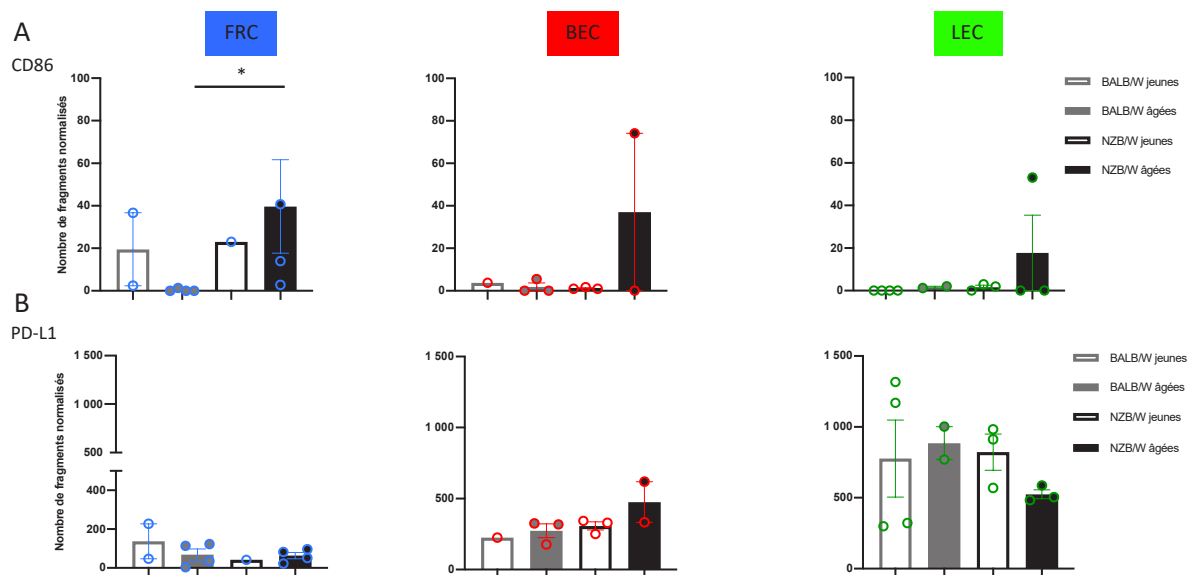 A
FRC
BEC
LEC
CD86
*
Nombre de fragments normalisés
100
80
60
40
20
0
100
80
60
40
20
0
100
80
60
40
20
0
BALB/W jeunes
BALB/W âgées
NZB/W jeunes
NZB/W âgées
B
PD-L1
Nombre de fragments normalisés
1 500
1 000
500
400
200
0
1 500
1 000
500
0
1 500
1 000
500
0
BALB/W jeunes
BALB/W âgées
NZB/W jeunes
NZB/W âgées